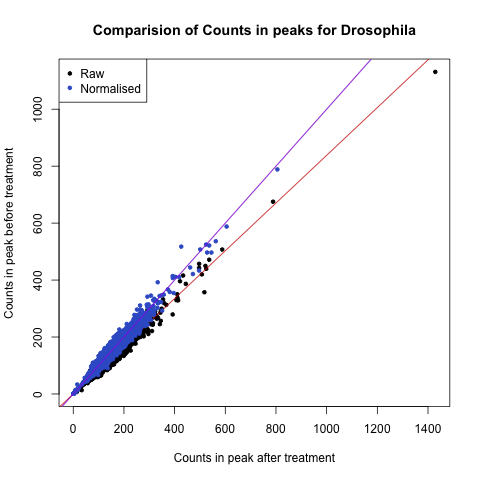 Comparision of Counts in peaks for Drosophila
Raw
Normalised
Counts in peak before treatment
1000
800
600
400
200
0
0 200 400 600 800 1000 1200 1400
Counts in peak after treatment